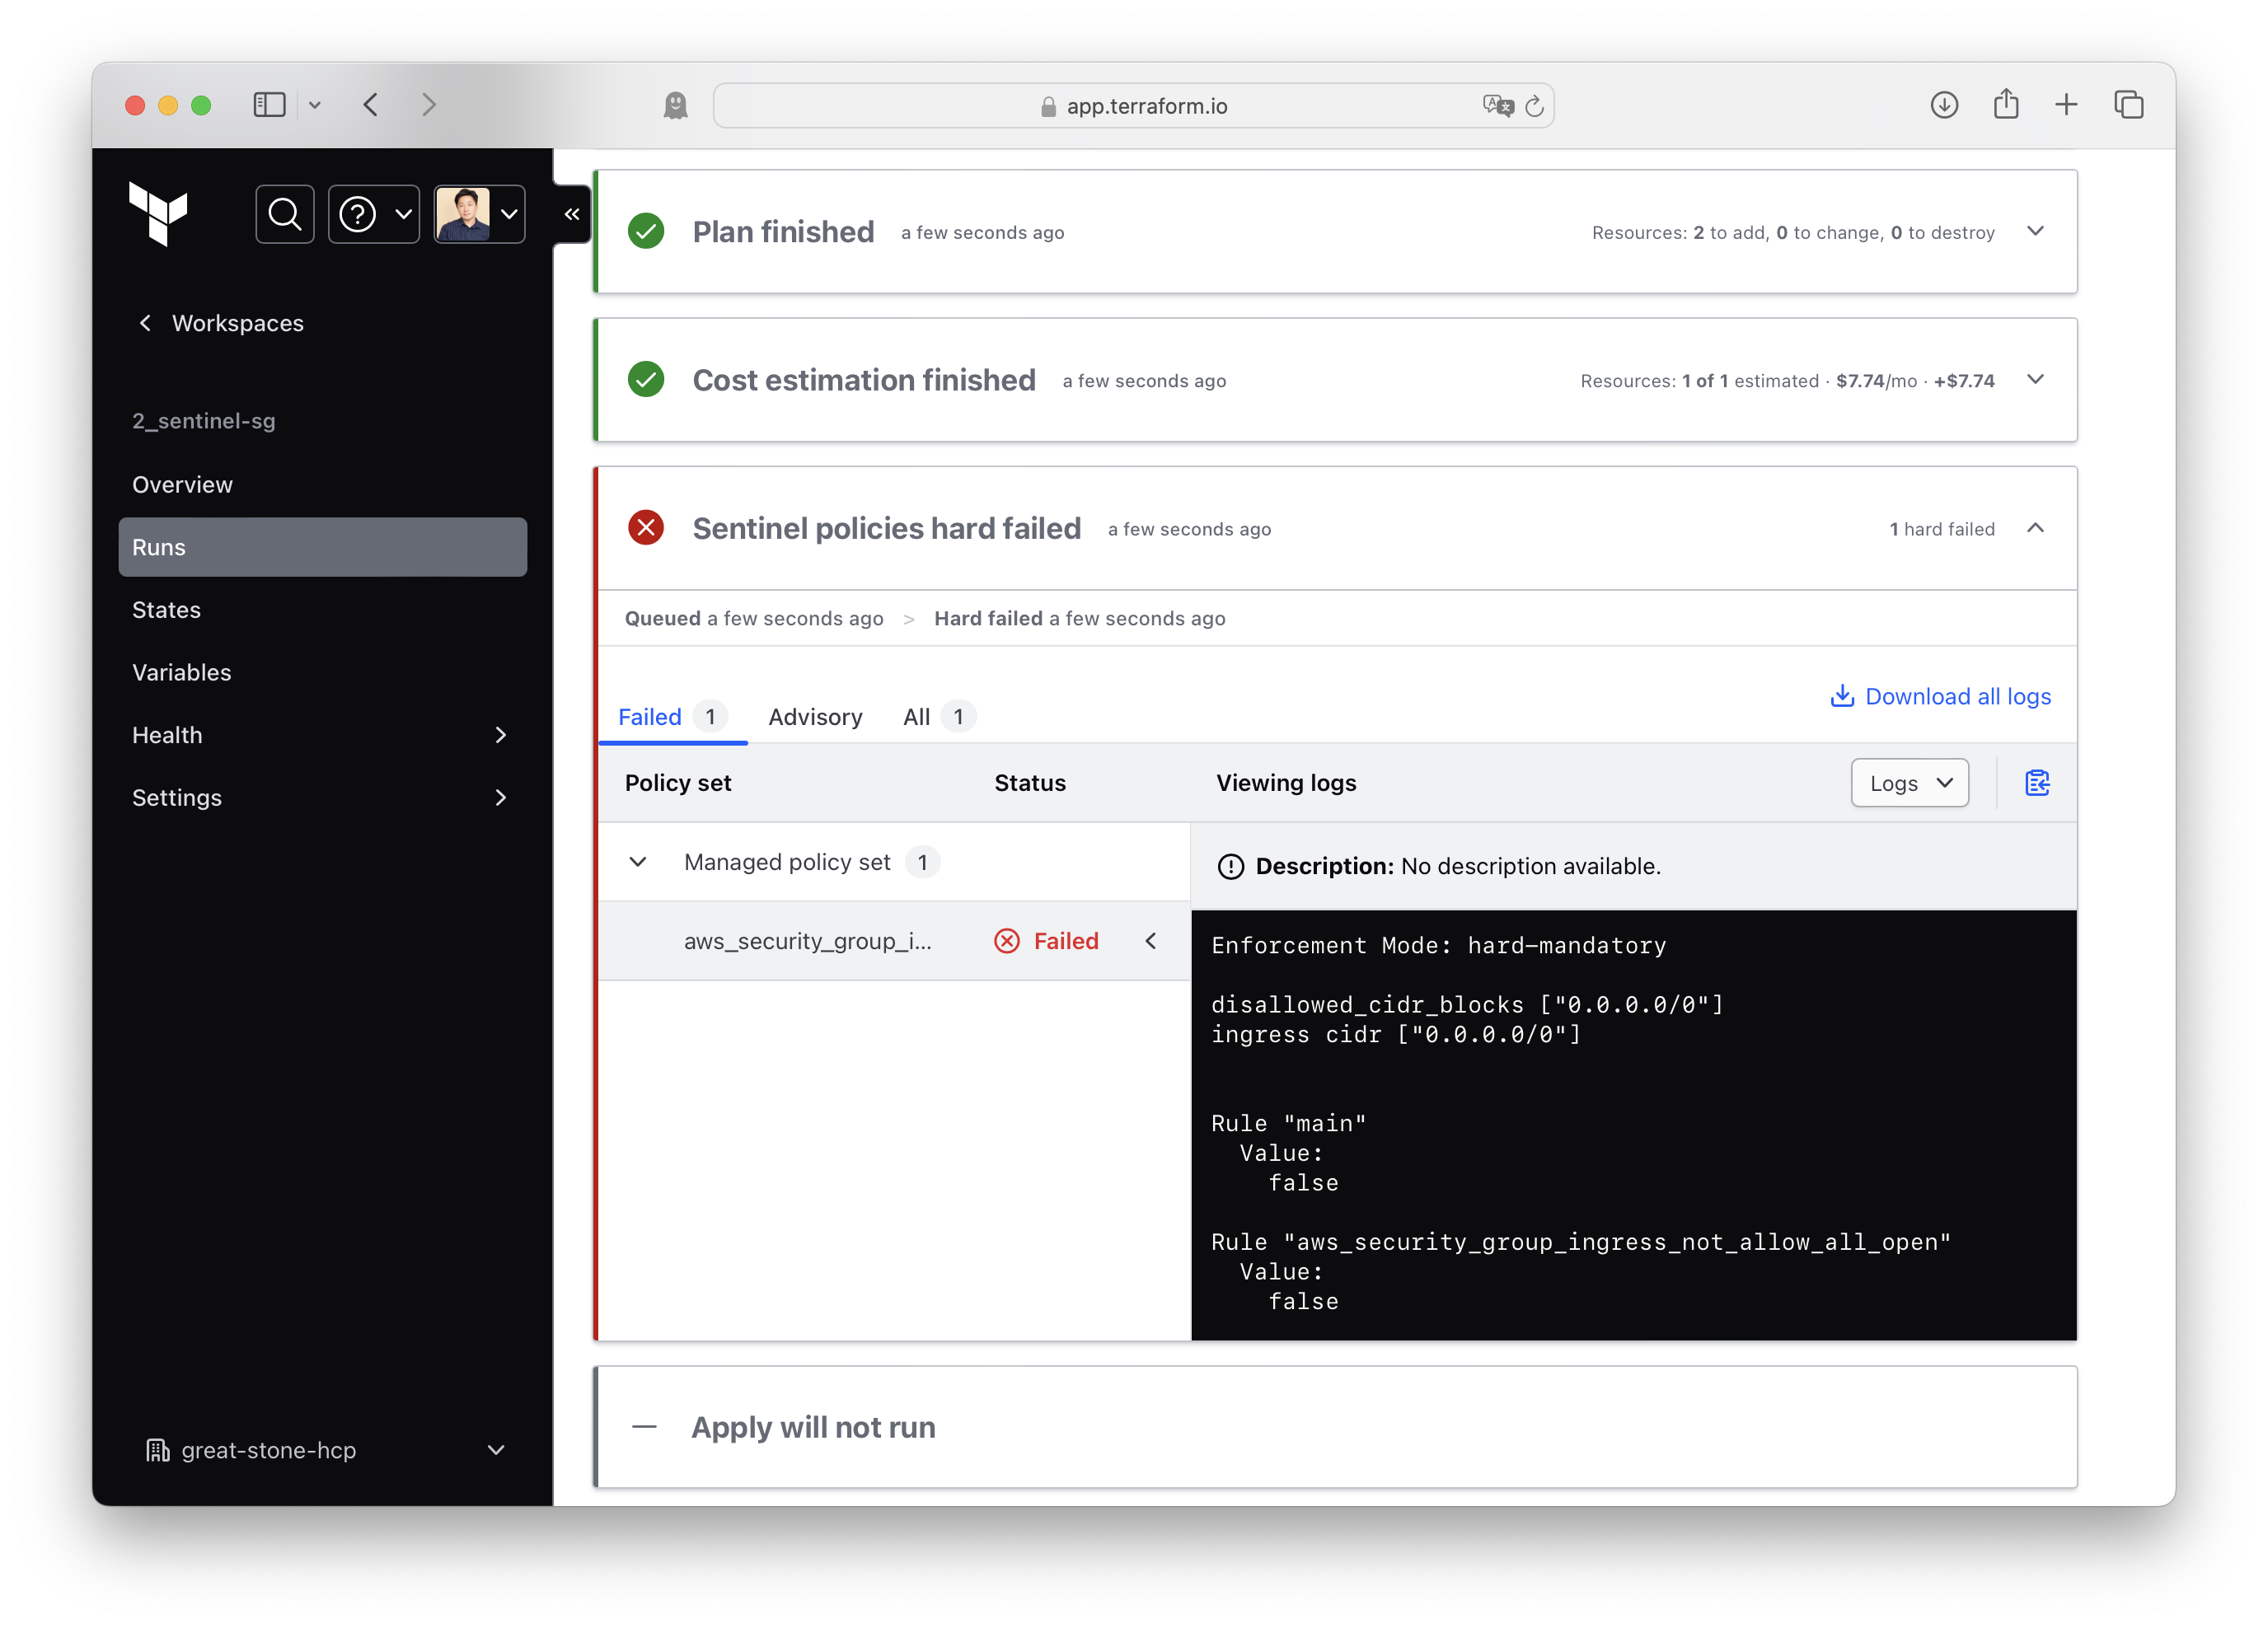 app.terraform.io
Workspaces
2_sentinel-sg
Overview
Runs
States
Variables
Health
Settings
great-stone-hcp
Plan finished a few seconds ago Resources: 2 to add, 0 to change, 0 to destroy
Cost estimation finished a few seconds ago Resources: 1 of 1 estimated · $7.74/mo · +$7.74
Sentinel policies hard failed a few seconds ago 1 hard failed
Queued a few seconds ago > Hard failed a few seconds ago
Download all logs
Failed 1 Advisory All 1
Policy set Status Viewing logs Logs
Managed policy set 1
Description: No description available.
aws_security_group_i... Failed
Enforcement Mode: hard-mandatory
disallowed_cidr_blocks ["0.0.0.0/0"]
ingress cidr ["0.0.0.0/0"]
Rule "main"
Value:
false
Rule "aws_security_group_ingress_not_allow_all_open"
Value:
false
Apply will not run